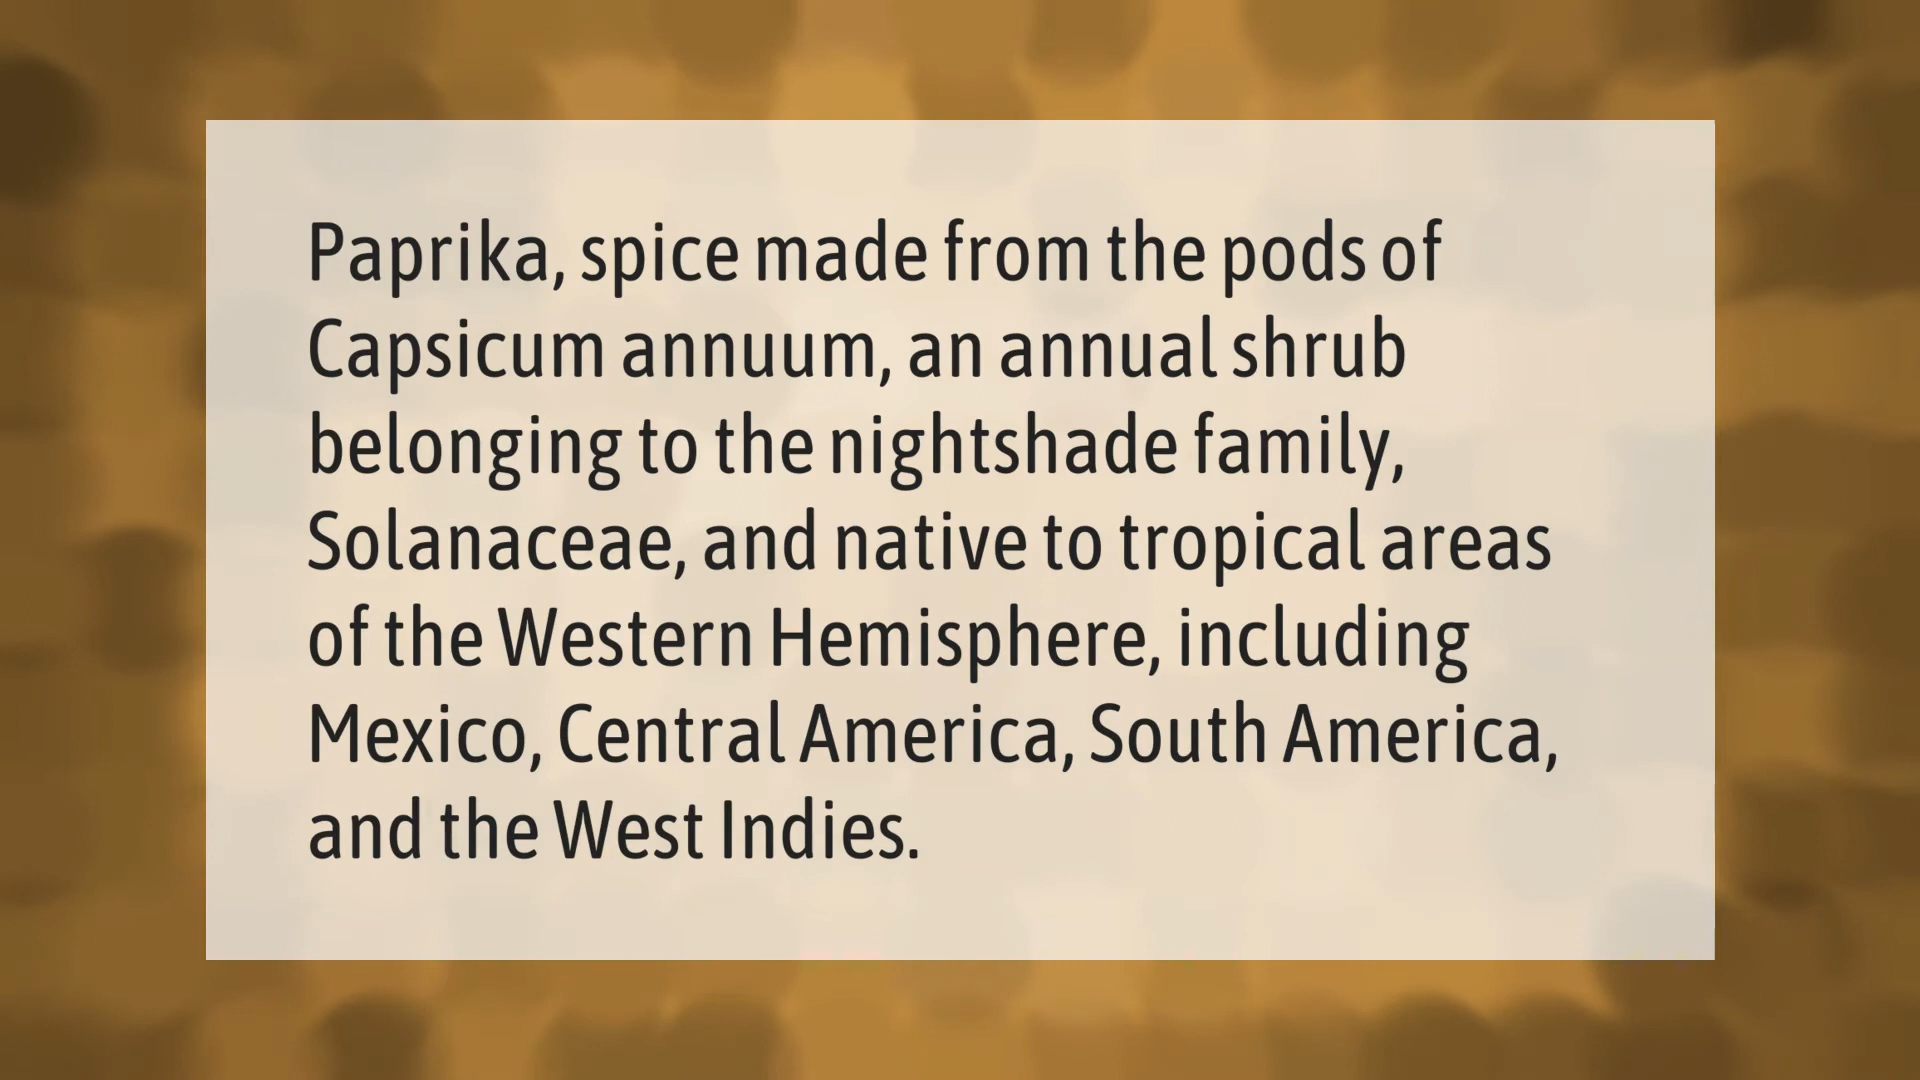 Paprika, spice made from the pods of
Capsicum annuum, an annual shrub
belonging to the nightshade family,
Solanaceae, and native to tropical areas
of the Western Hemisphere, including
Mexico, Central America, South America,
and the West Indies.